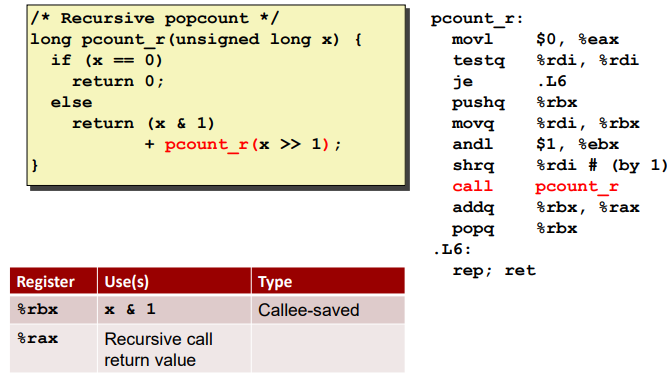 /* Recursive popcount */
long pcount_r(unsigned long x) {
  if (x == 0)
    return 0;
  else
    return (x & 1)
           + pcount_r(x >> 1);
}
pcount_r:
  movl    $0, %eax
  testq   %rdi, %rdi
  je      .L6
  pushq   %rbx
  movq    %rdi, %rbx
  andl    $1, %ebx
  shrq    %rdi # (by 1)
  call    pcount_r
  addq    %rbx, %rax
  popq    %rbx
.L6:
  rep; ret
Register Use(s) Type
%rbx x & 1 Callee-saved
%rax Recursive call
return value